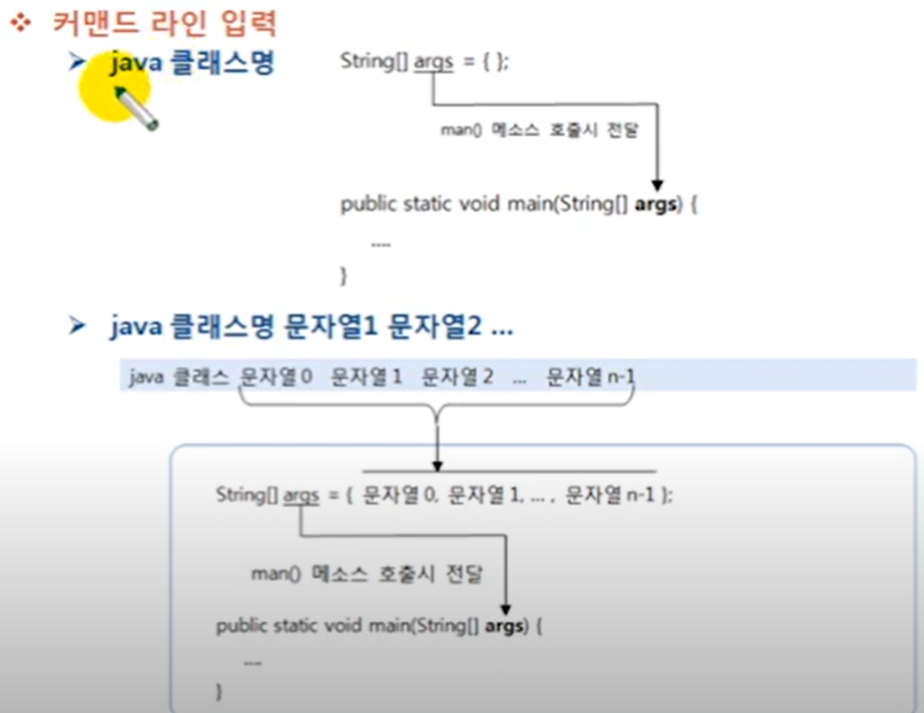 커맨드 라인 입력
java 클래스명
String[] args = { };
man() 메소스 호출시 전달
public static void main(String[] args) {
....
}
java 클래스명 문자열1 문자열2 ...
java 클래스 문자열0 문자열1 문자열2 ... 문자열n-1
String[] args = { 문자열0, 문자열1, ... , 문자열n-1 };
man() 메소스 호출시 전달
public static void main(String[] args) {
....
}